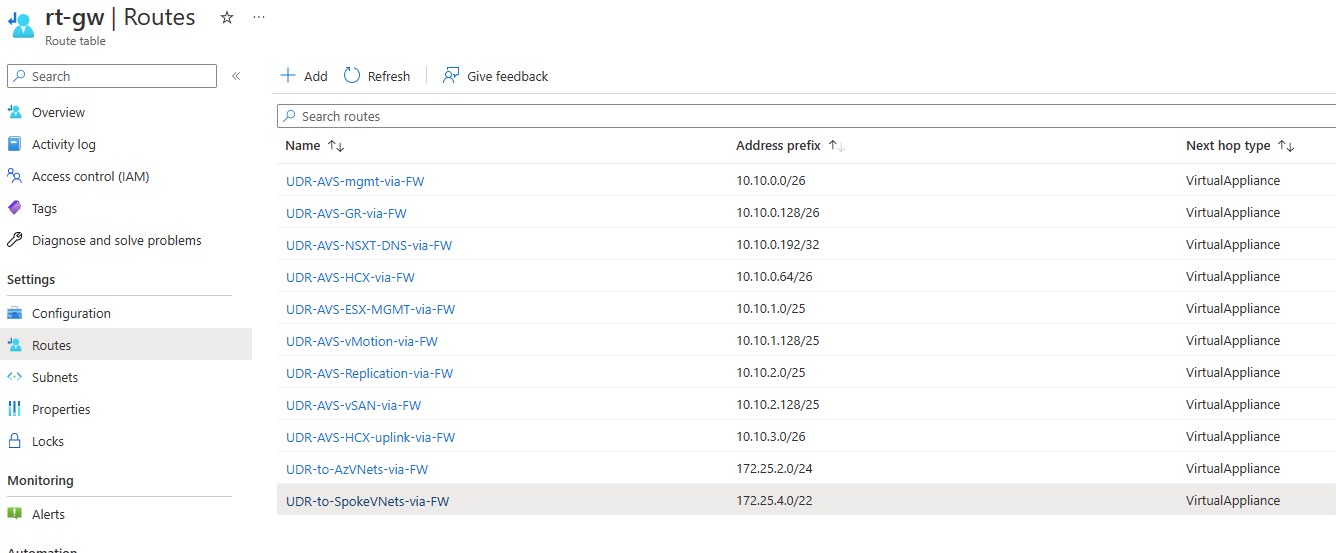 rt-gw | Routes
Route table
Search
Overview
Activity log
Access control (IAM)
Tags
Diagnose and solve problems
Settings
Configuration
Routes
Subnets
Properties
Locks
Monitoring
Alerts
Automation
Add Refresh Give feedback
Search routes
Name Address prefix Next hop type
UDR-AVS-mgmt-via-FW 10.10.0.0/26 VirtualAppliance
UDR-AVS-GR-via-FW 10.10.0.128/26 VirtualAppliance
UDR-AVS-NSXT-DNS-via-FW 10.10.0.192/32 VirtualAppliance
UDR-AVS-HCX-via-FW 10.10.0.64/26 VirtualAppliance
UDR-AVS-ESX-MGMT-via-FW 10.10.1.0/25 VirtualAppliance
UDR-AVS-vMotion-via-FW 10.10.1.128/25 VirtualAppliance
UDR-AVS-Replication-via-FW 10.10.2.0/25 VirtualAppliance
UDR-AVS-vSAN-via-FW 10.10.2.128/25 VirtualAppliance
UDR-AVS-HCX-uplink-via-FW 10.10.3.0/26 VirtualAppliance
UDR-to-AzVNets-via-FW 172.25.2.0/24 VirtualAppliance
UDR-to-SpokeVNets-via-FW 172.25.4.0/22 VirtualAppliance